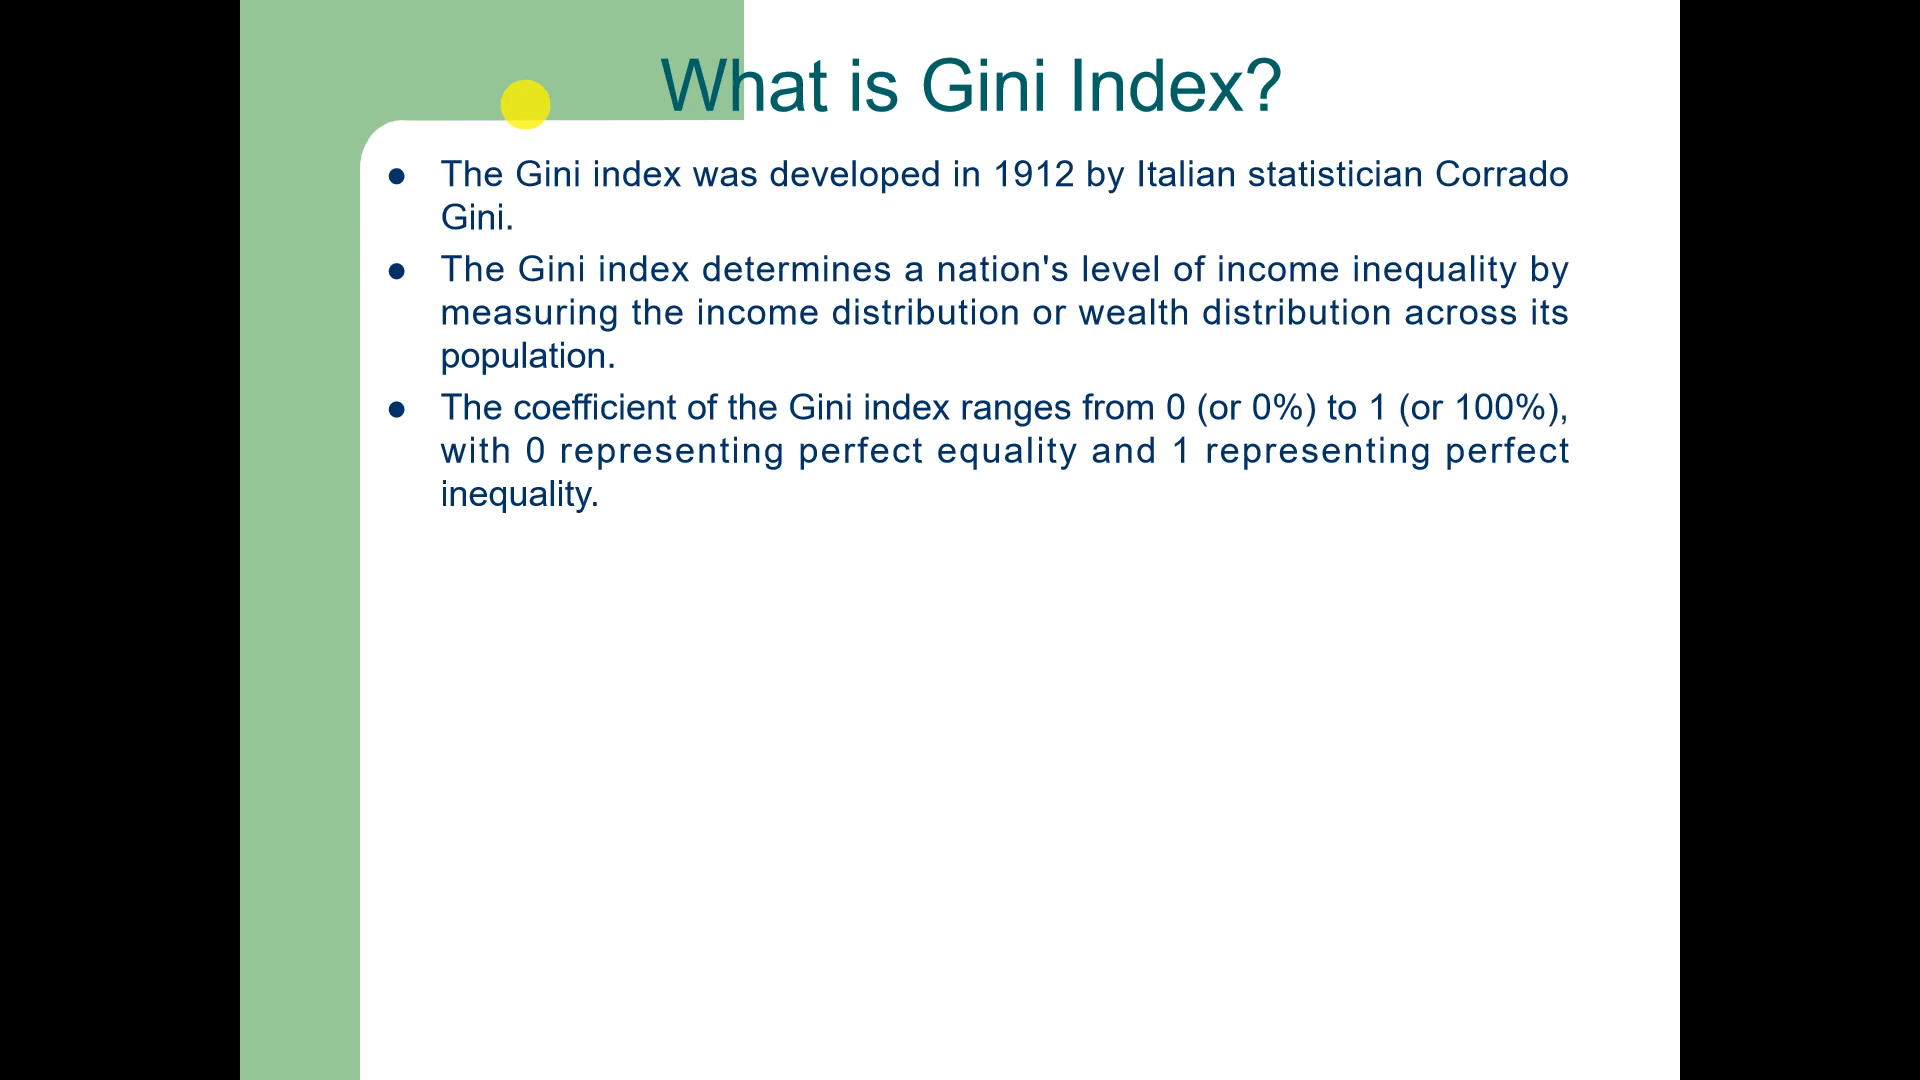 What is Gini Index?
● The Gini index was developed in 1912 by Italian statistician Corrado
Gini.
● The Gini index determines a nation's level of income inequality by
measuring the income distribution or wealth distribution across its
population.
● The coefficient of the Gini index ranges from 0 (or 0%) to 1 (or 100%),
with 0 representing perfect equality and 1 representing perfect
inequality.